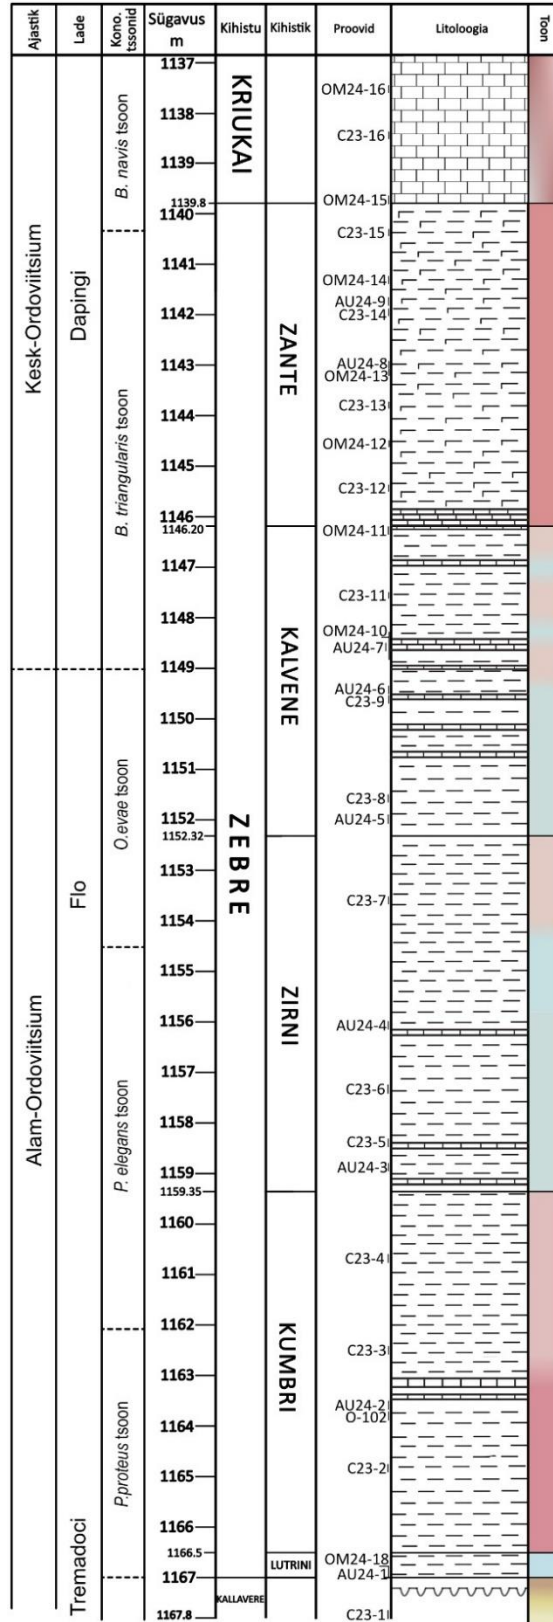 Ajastik
Lade
Kono.
tssonid
Sügavus
m
Kihistu
Kihistik
Proovid
Litoloogia
Toon
Kesk-Ordoviitsium
Alam-Ordoviitsium
Dapingi
Flo
Tremadoci
B. navis tsoon
B. triangularis tsoon
O.evae tsoon
P. elegans tsoon
P.proteus tsoon
1137
1138
1139
1139.8
1140
1141
1142
1143
1144
1145
1146
1146.20
1147
1148
1149
1150
1151
1152
1152.32
1153
1154
1155
1156
1157
1158
1159
1159.35
1160
1161
1162
1163
1164
1165
1166
1166.5
1167
1167.8
KRIUKAI
ZEBRE
KALLAVERE
ZANTE
KALVENE
ZIRNI
KUMBRI
LUTRINI
OM24-16
C23-16
OM24-15
C23-15
OM24-14
AU24-9
C23-14
AU24-8
OM24-13
C23-13
OM24-12
C23-12
OM24-11
C23-11
OM24-10
AU24-7
AU24-6
C23-9
C23-8
AU24-5
C23-7
AU24-4
C23-6
C23-5
AU24-3
C23-4
C23-3
AU24-2
O-102
C23-2
OM24-18
AU24-1
C23-1